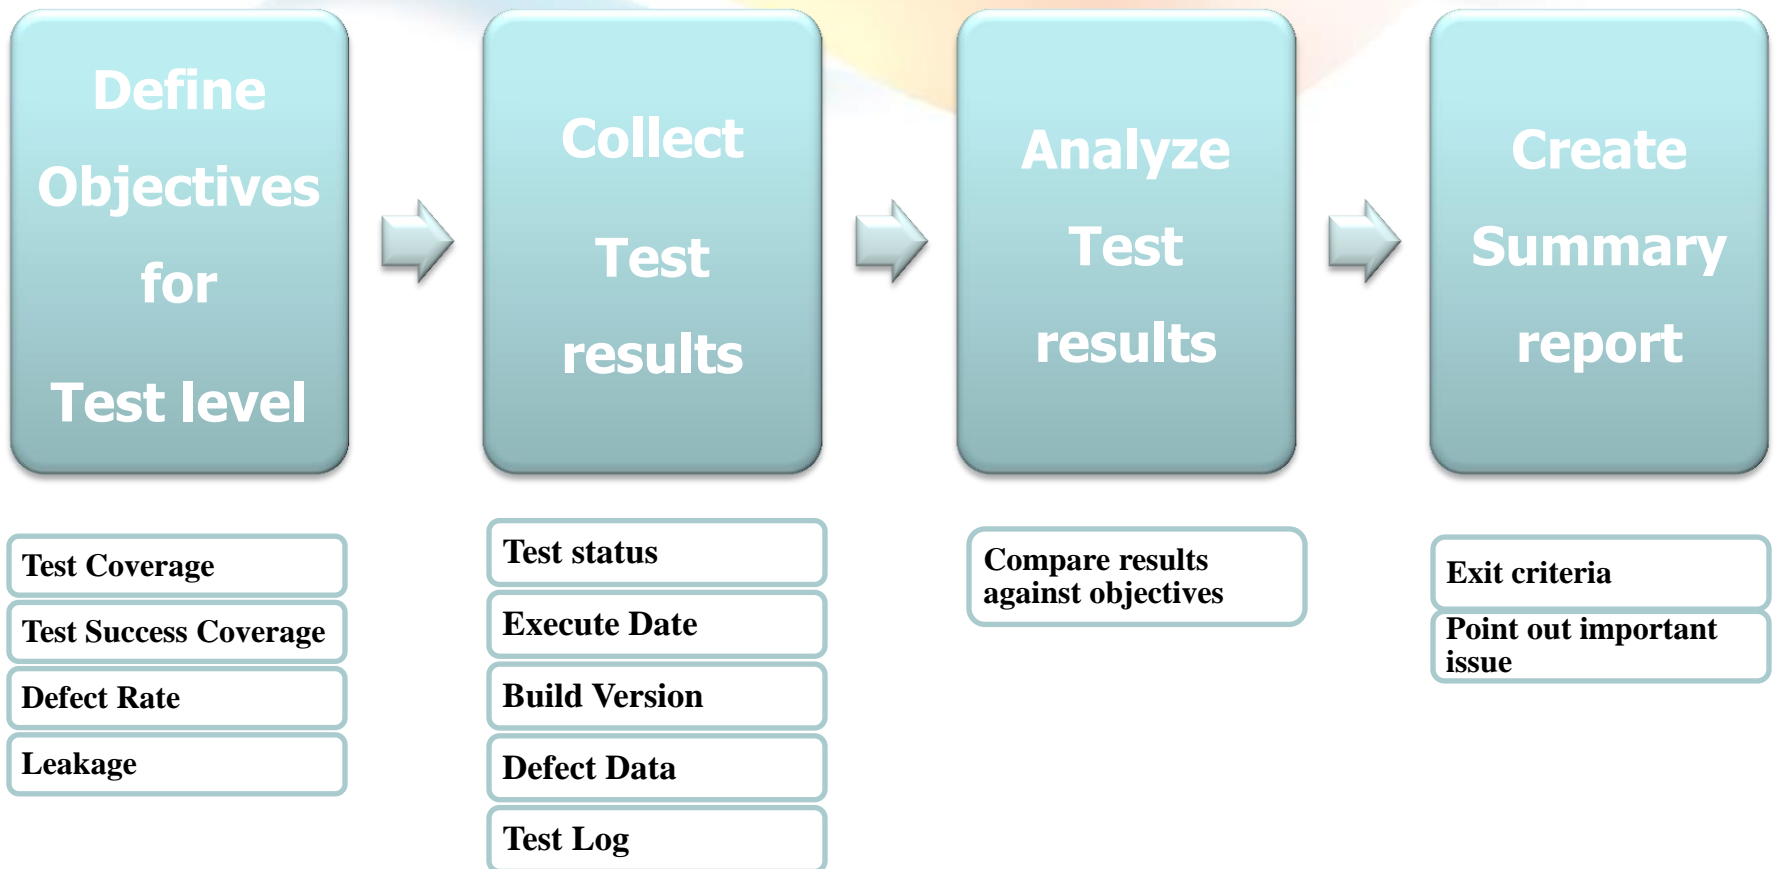 Define
Objectives
for
Test level
Collect
Test
results
Analyze
Test
results
Create
Summary
report
Test Coverage
Test Success Coverage
Defect Rate
Leakage
Test status
Execute Date
Build Version
Defect Data
Test Log
Compare results
against objectives
Exit criteria
Point out important
issue